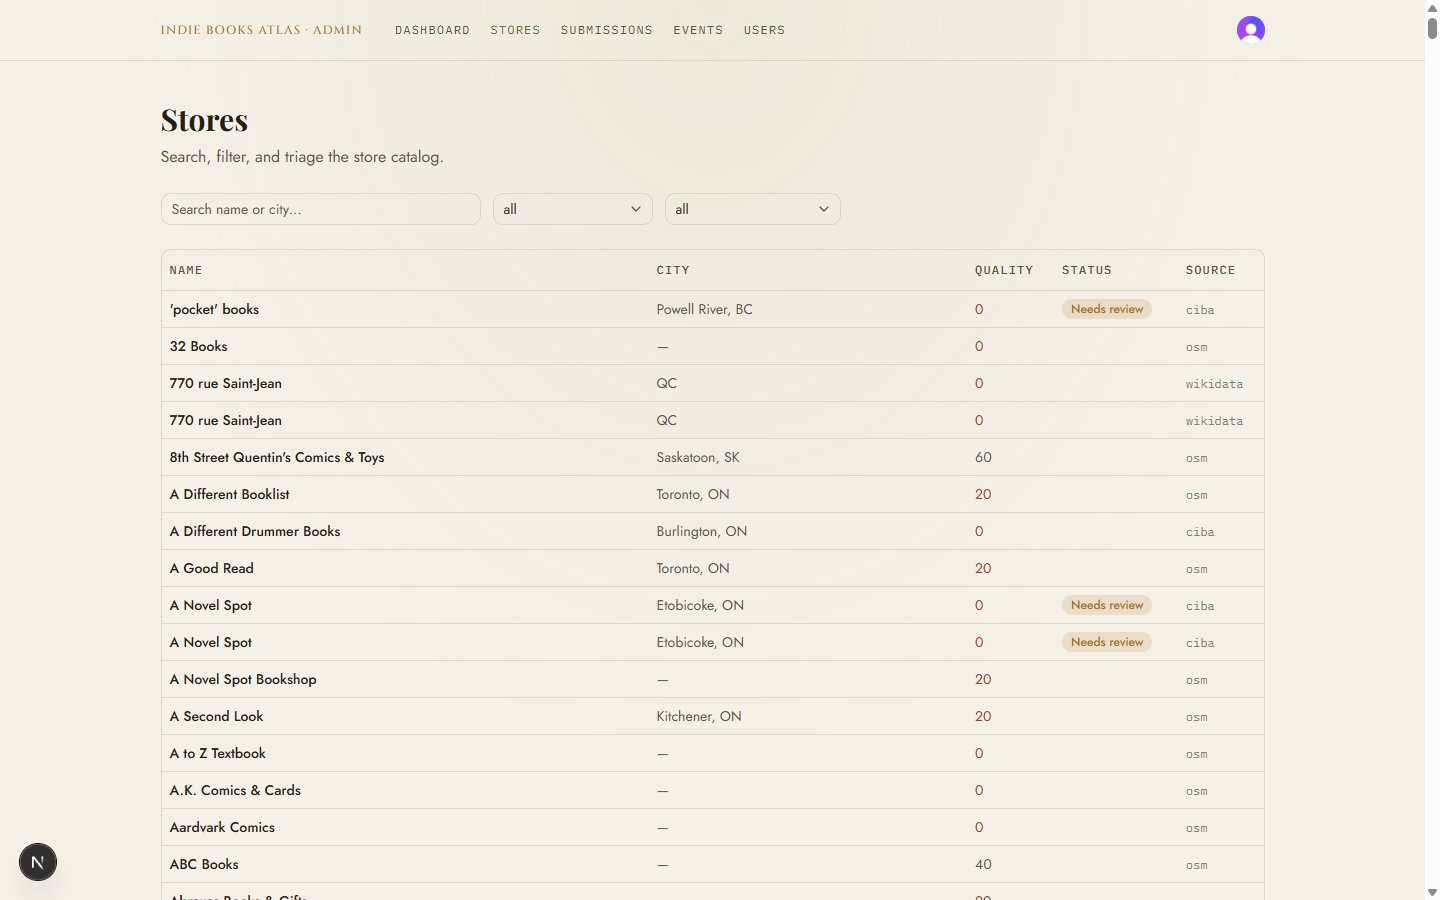 INDIE BOOKS ATLAS · ADMIN DASHBOARD STORES SUBMISSIONS EVENTS USERS
Stores
Search, filter, and triage the store catalog.
Search name or city... all all
NAME CITY QUALITY STATUS SOURCE
'pocket' books Powell River, BC 0 Needs review ciba
32 Books — 0 osm
770 rue Saint-Jean QC 0 wikidata
770 rue Saint-Jean QC 0 wikidata
8th Street Quentin's Comics & Toys Saskatoon, SK 60 osm
A Different Booklist Toronto, ON 20 osm
A Different Drummer Books Burlington, ON 0 ciba
A Good Read Toronto, ON 20 osm
A Novel Spot Etobicoke, ON 0 Needs review ciba
A Novel Spot Etobicoke, ON 0 Needs review ciba
A Novel Spot Bookshop — 20 osm
A Second Look Kitchener, ON 20 osm
A to Z Textbook — 0 osm
A.K. Comics & Cards — 0 osm
Aardvark Comics — 0 osm
N
ABC Books — 40 osm